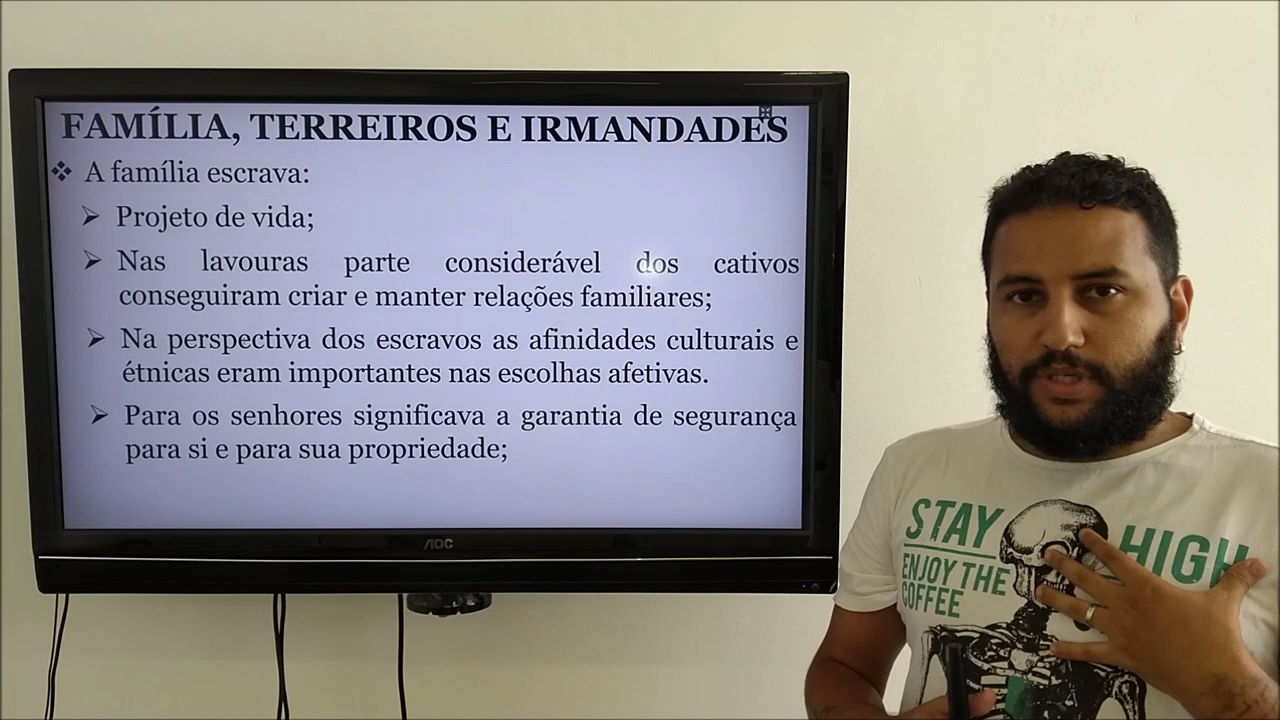 FAMÍLIA, TERREIROS E IRMANDADES
❖ A família escrava:
➢ Projeto de vida;
➢ Nas lavouras parte considerável dos cativos
conseguiram criar e manter relações familiares;
➢ Na perspectiva dos escravos as afinidades culturais e
étnicas eram importantes nas escolhas afetivas.
➢ Para os senhores significava a garantia de segurança
para si e para sua propriedade;
AOC
STAY HIGH
ENJOY THE
COFFEE